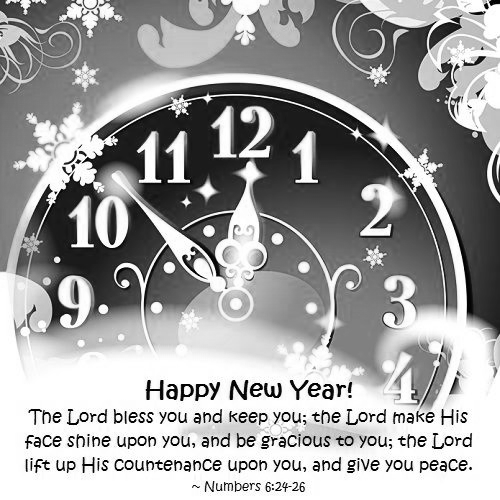 12
11
1
10
2
9
3
4
Happy New Year!
The Lord bless you and keep you; the Lord make His
face shine upon you, and be gracious to you; the Lord
lift up His countenance upon you, and give you peace.
~ Numbers 6:24-26